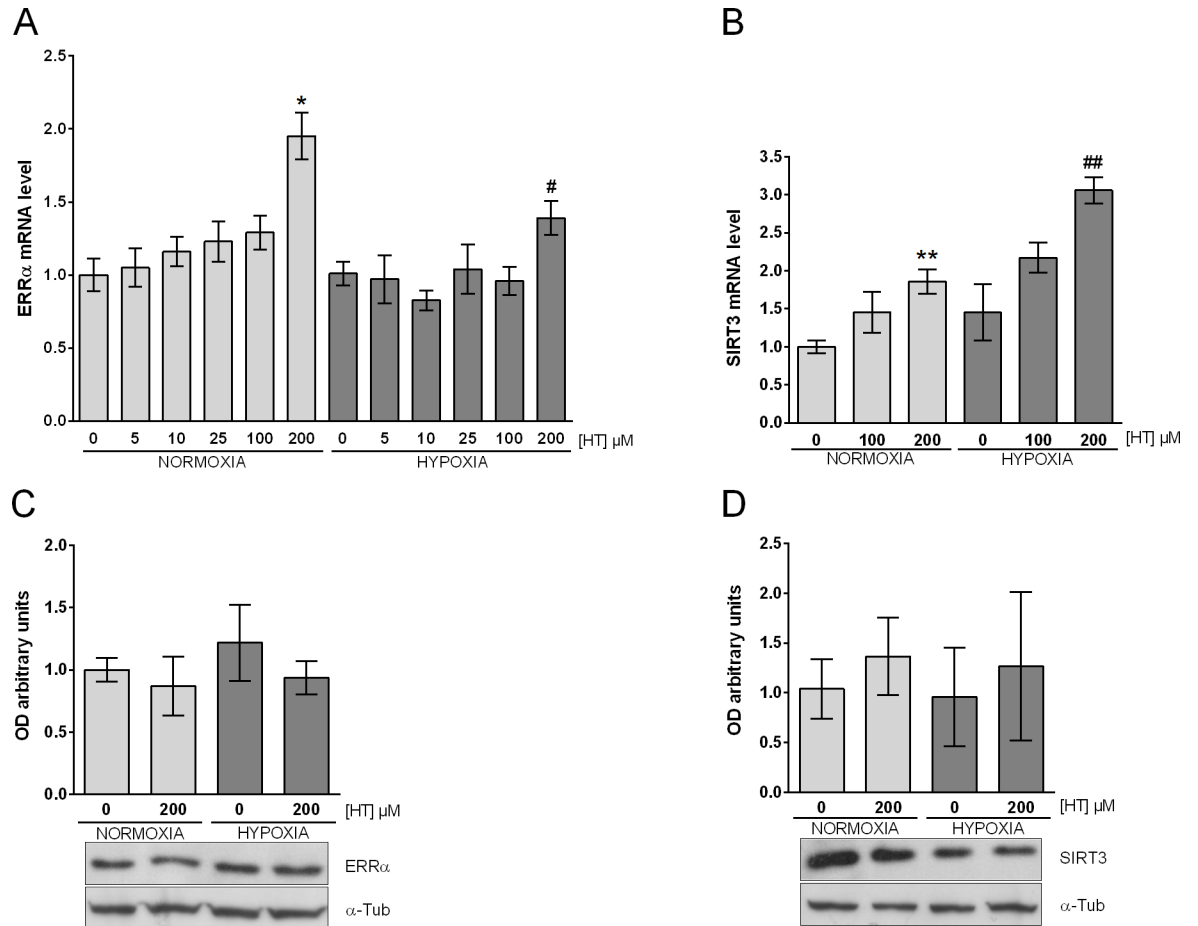 A
ERRα mRNA level
2.5
2.0
1.5
1.0
0.5
0.0
*
#
0 5 10 25 100 200 0 5 10 25 100 200 [HT] µM
NORMOXIA HYPOXIA
B
SIRT3 mRNA level
3.5
3.0
2.5
2.0
1.5
1.0
0.5
0.0
**
##
0 100 200 0 100 200 [HT] µM
NORMOXIA HYPOXIA
C
OD arbitrary units
2.0
1.5
1.0
0.5
0.0
0 200 0 200 [HT] µM
NORMOXIA HYPOXIA
ERRα
α-Tub
D
OD arbitrary units
2.5
2.0
1.5
1.0
0.5
0.0
0 200 0 200 [HT] µM
NORMOXIA HYPOXIA
SIRT3
α-Tub